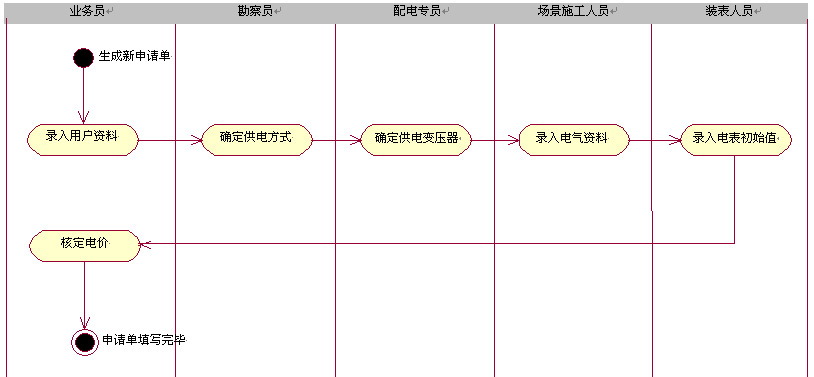 业务员
勘察员
配电专员
场景施工人员
装表人员
生成新申请单
录入用户资料
确定供电方式
确定供电变压器
录入电气资料
录入电表初始值
核定电价
申请单填写完毕